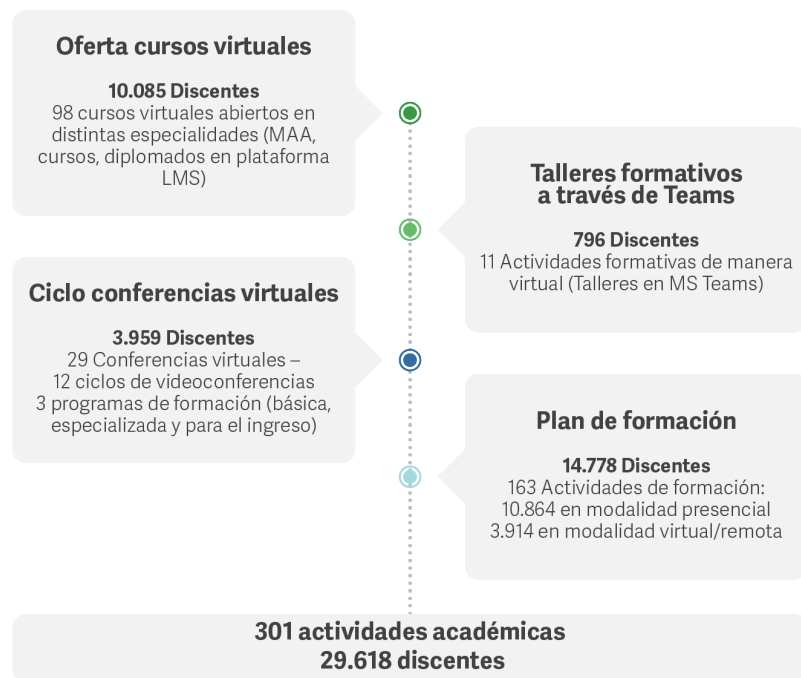 Oferta cursos virtuales
10.085 Discentes
98 cursos virtuales abiertos en
distintas especialidades (MAA,
cursos, diplomados en plataforma
LMS)
Talleres formativos
a través de Teams
796 Discentes
11 Actividades formativas de manera
virtual (Talleres en MS Teams)
Ciclo conferencias virtuales
3.959 Discentes
29 Conferencias virtuales –
12 ciclos de videoconferencias
3 programas de formación (básica,
especializada y para el ingreso)
Plan de formación
14.778 Discentes
163 Actividades de formación:
10.864 en modalidad presencial
3.914 en modalidad virtual/remota
301 actividades académicas
29.618 discentes